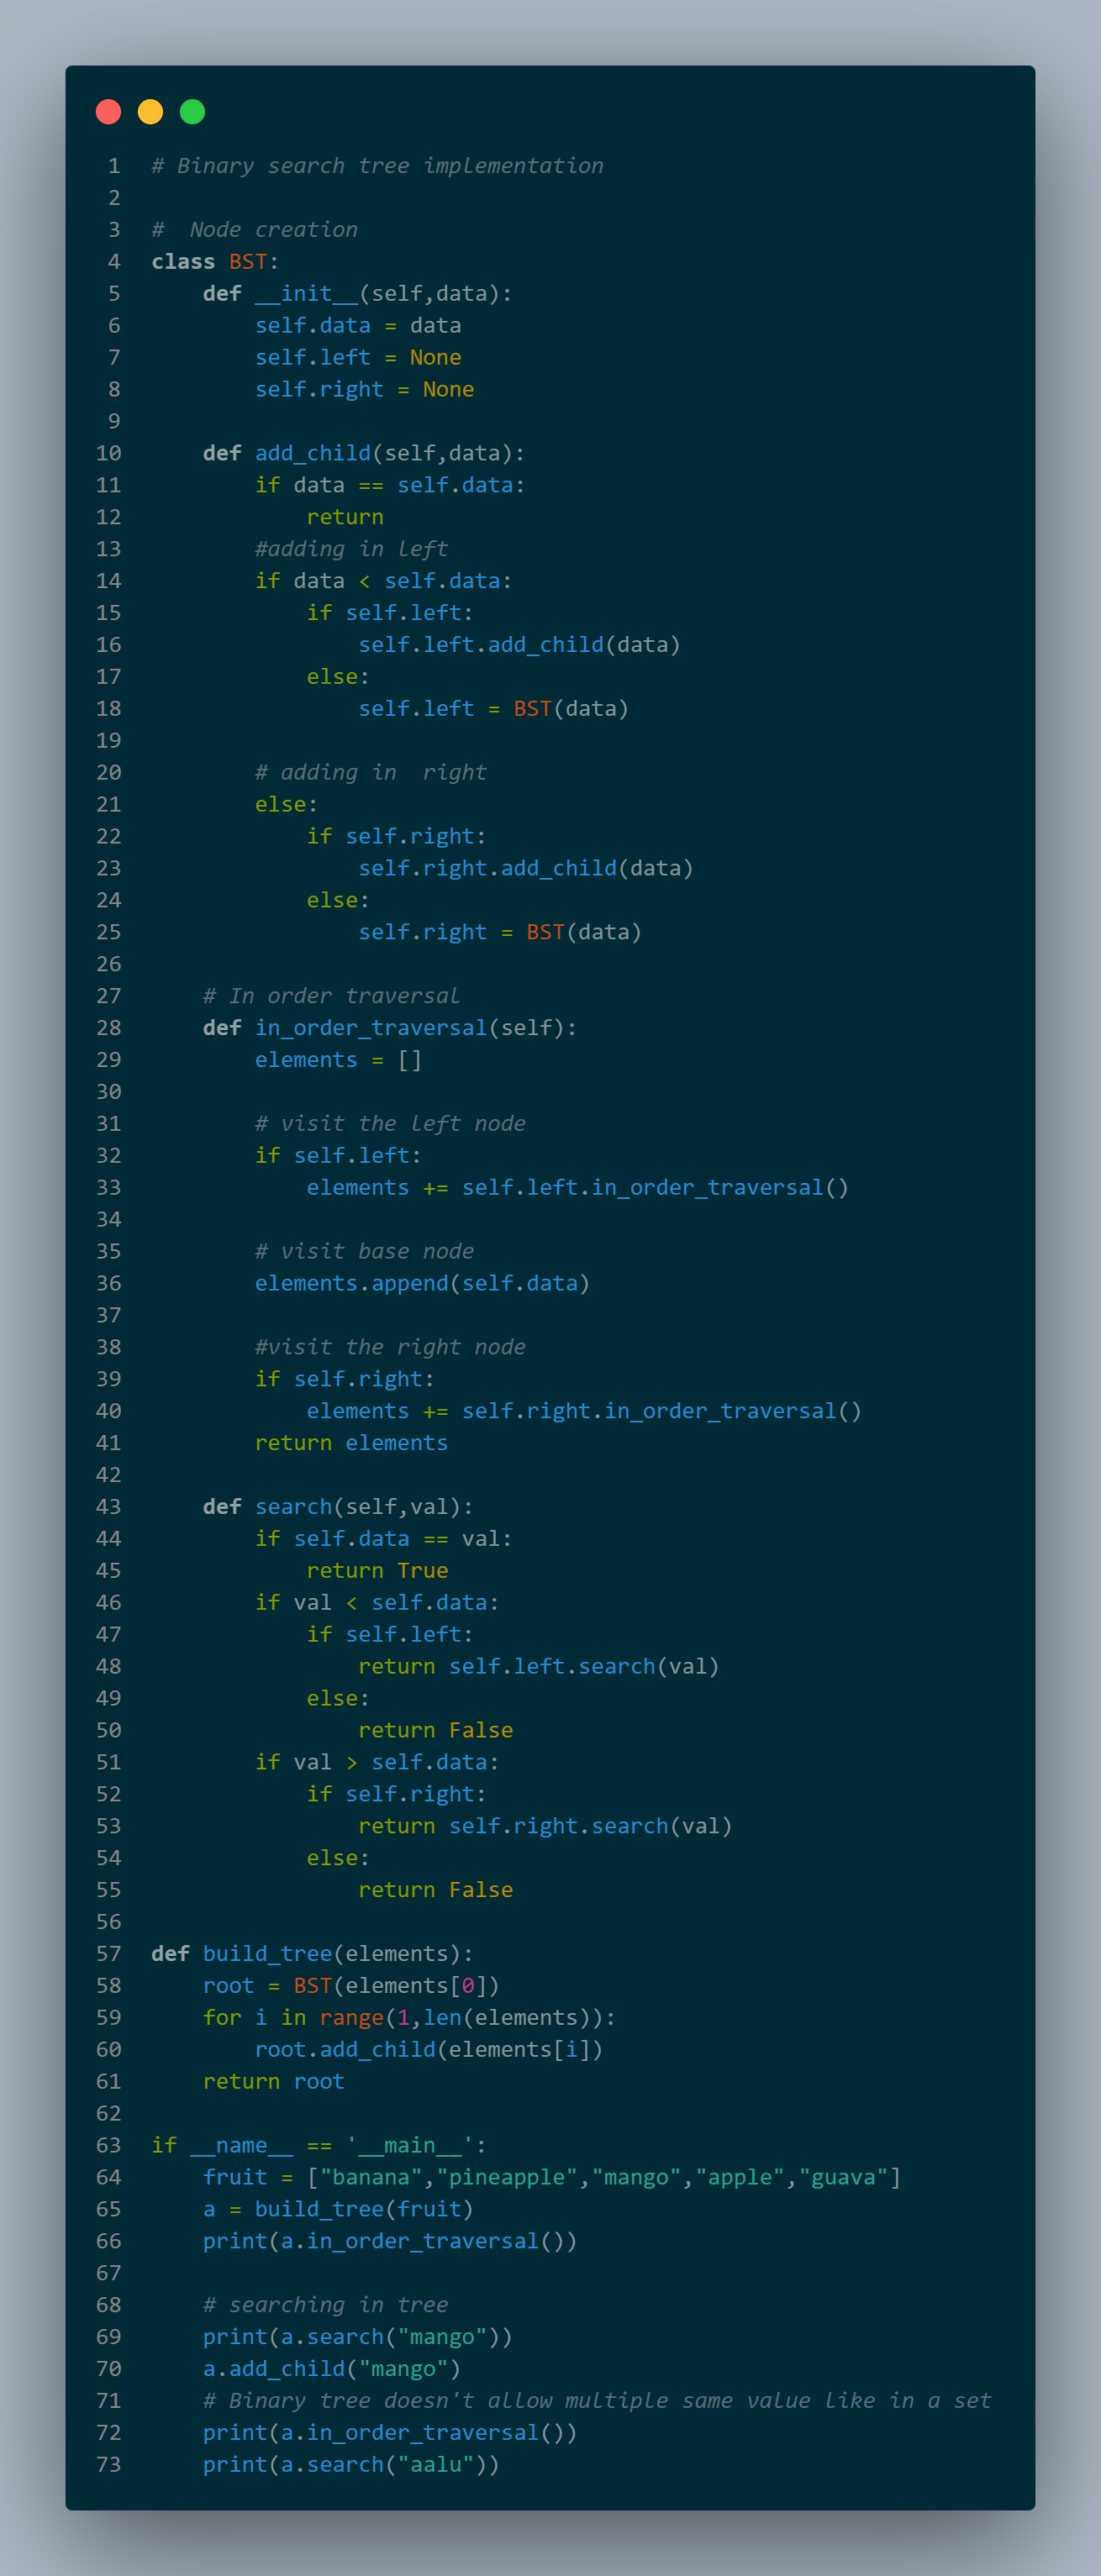 1 # Binary search tree implementation
2
3 #  Node creation
4 class BST:
5     def __init__(self,data):
6         self.data = data
7         self.left = None
8         self.right = None
9
10     def add_child(self,data):
11         if data == self.data:
12             return
13         #adding in left
14         if data < self.data:
15             if self.left:
16                 self.left.add_child(data)
17             else:
18                 self.left = BST(data)
19
20         # adding in  right
21         else:
22             if self.right:
23                 self.right.add_child(data)
24             else:
25                 self.right = BST(data)
26
27     # In order traversal
28     def in_order_traversal(self):
29         elements = []
30
31         # visit the left node
32         if self.left:
33             elements += self.left.in_order_traversal()
34
35         # visit base node
36         elements.append(self.data)
37
38         #visit the right node
39         if self.right:
40             elements += self.right.in_order_traversal()
41         return elements
42
43     def search(self,val):
44         if self.data == val:
45             return True
46         if val < self.data:
47             if self.left:
48                 return self.left.search(val)
49             else:
50                 return False
51         if val > self.data:
52             if self.right:
53                 return self.right.search(val)
54             else:
55                 return False
56
57 def build_tree(elements):
58     root = BST(elements[0])
59     for i in range(1,len(elements)):
60         root.add_child(elements[i])
61     return root
62
63 if __name__ == '__main__':
64     fruit = ["banana","pineapple","mango","apple","guava"]
65     a = build_tree(fruit)
66     print(a.in_order_traversal())
67
68     # searching in tree
69     print(a.search("mango"))
70     a.add_child("mango")
71     # Binary tree doesn't allow multiple same value like in a set
72     print(a.in_order_traversal())
73     print(a.search("aalu"))